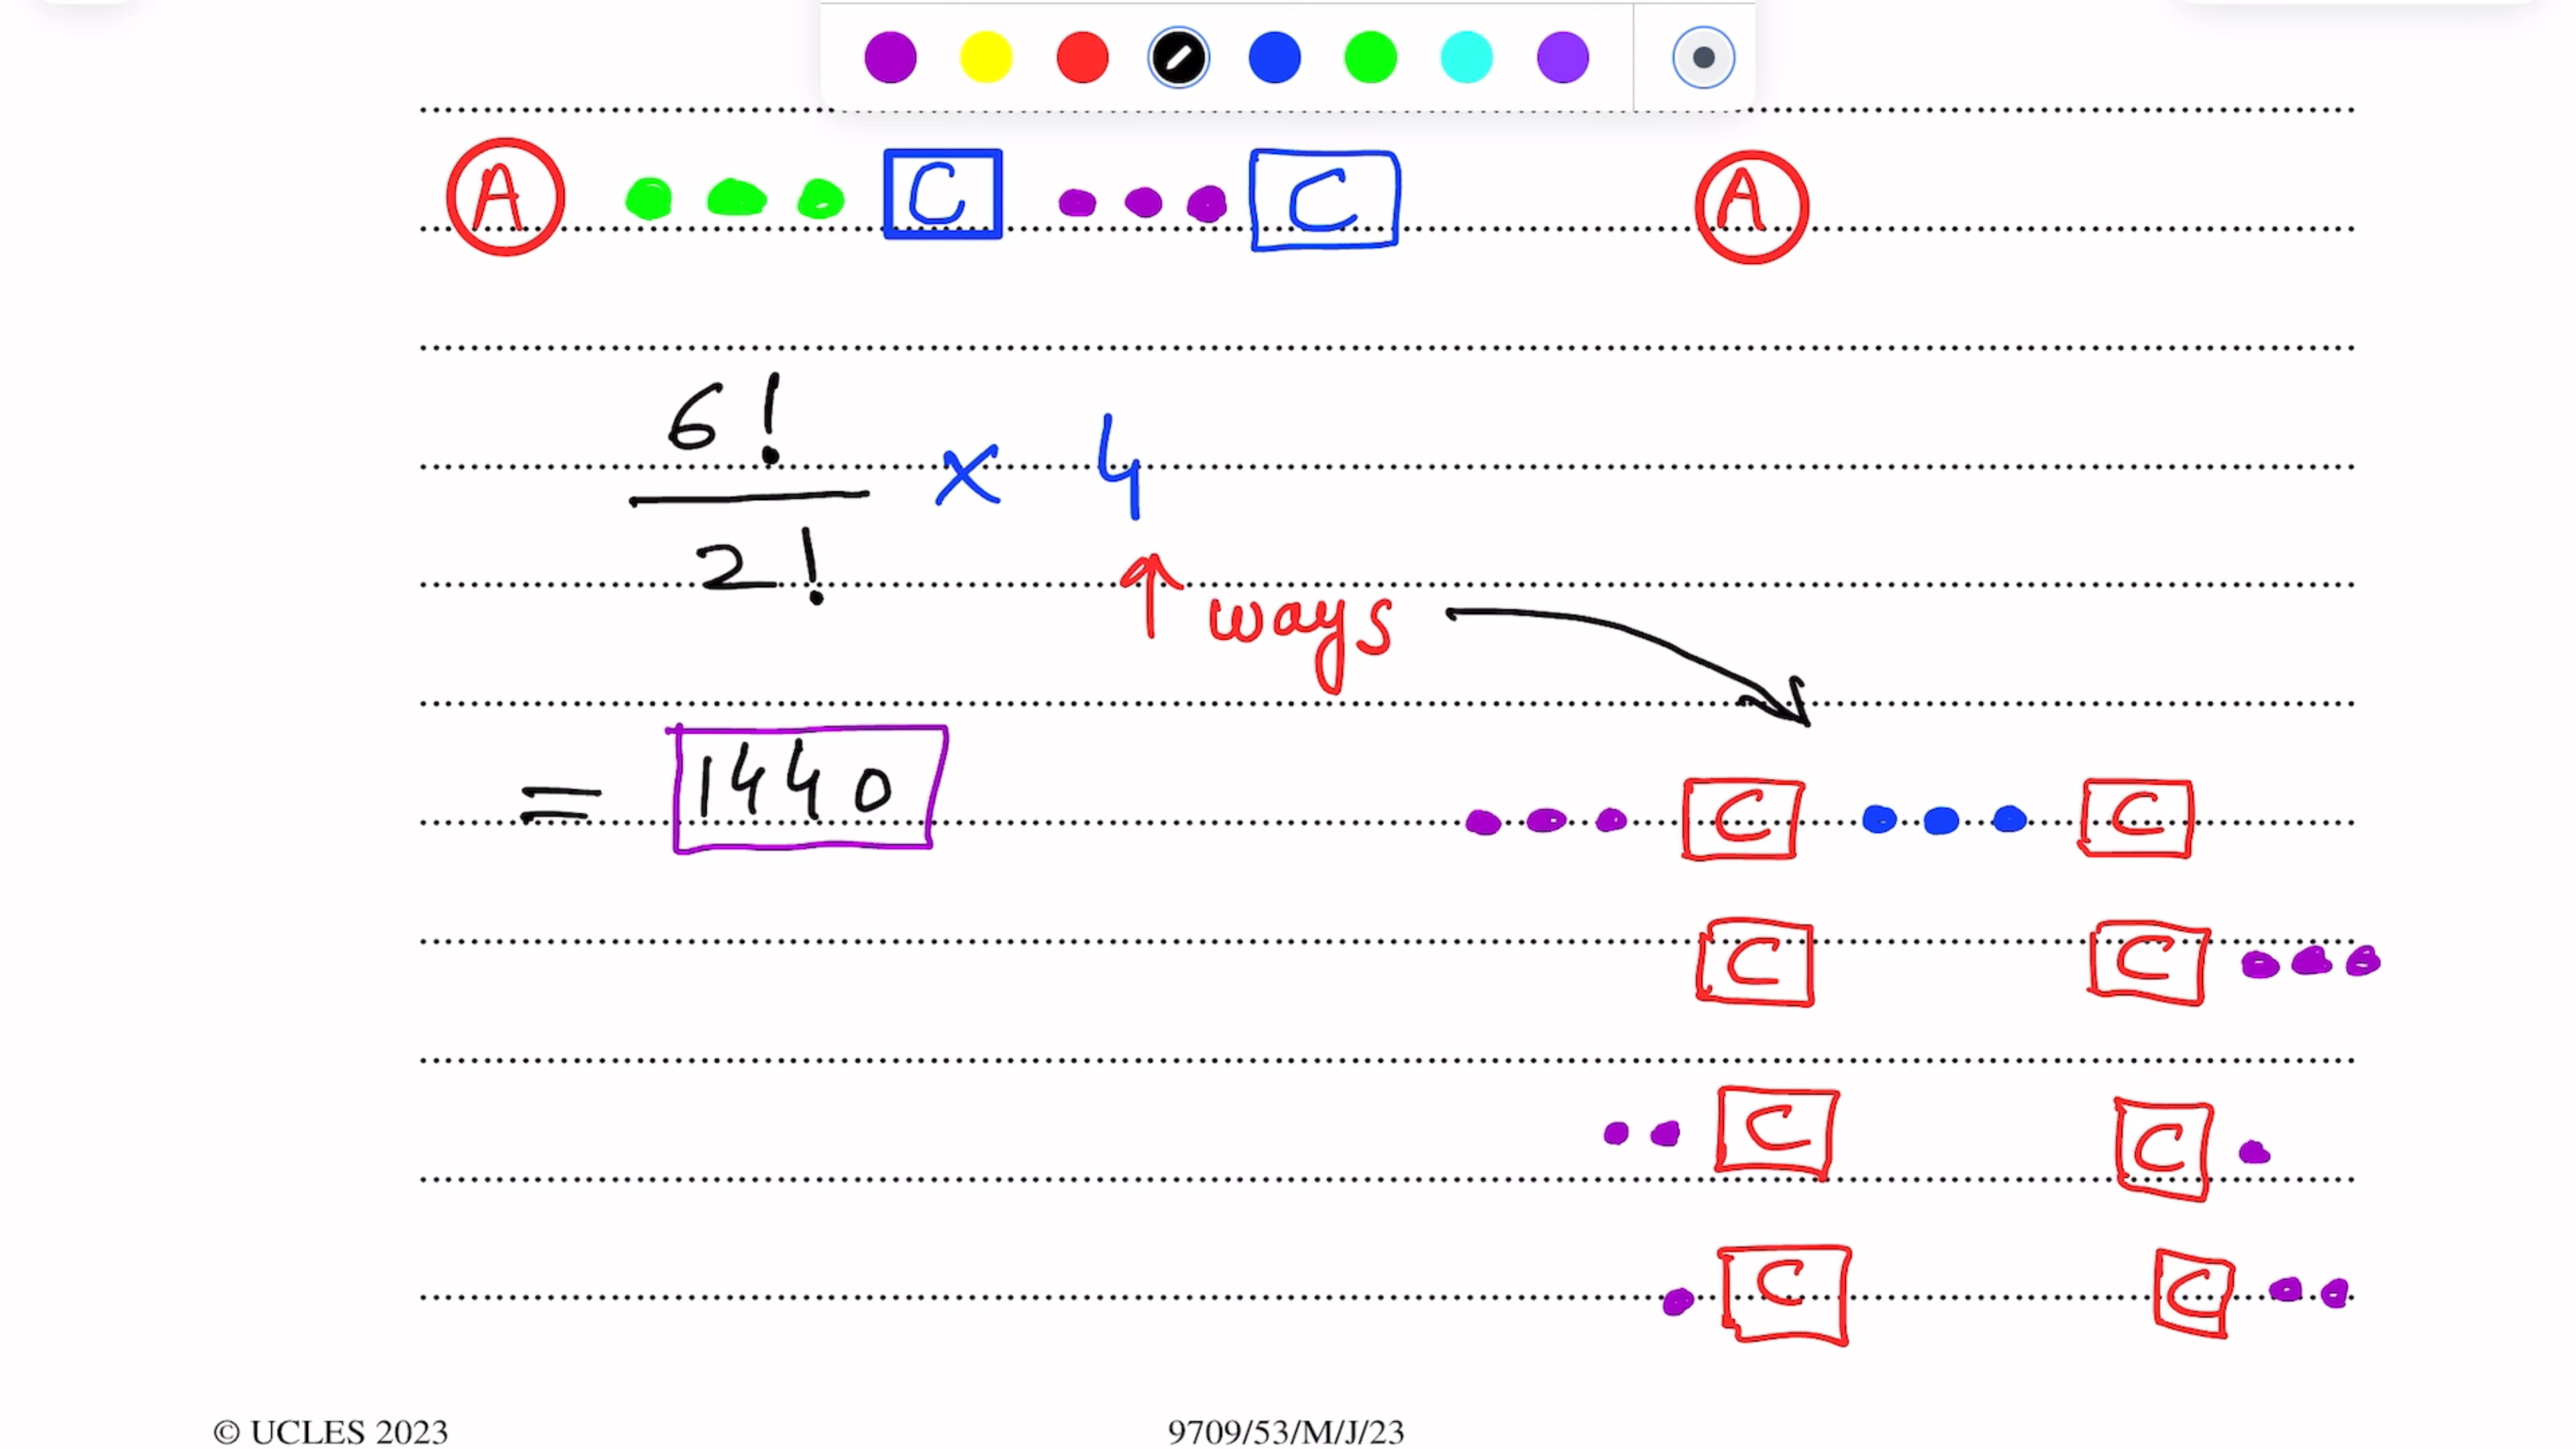 A C C A
6!
× 4
2!
ways
= 1440
C C
C C
C C
C C
© UCLES 2023 9709/53/M/J/23